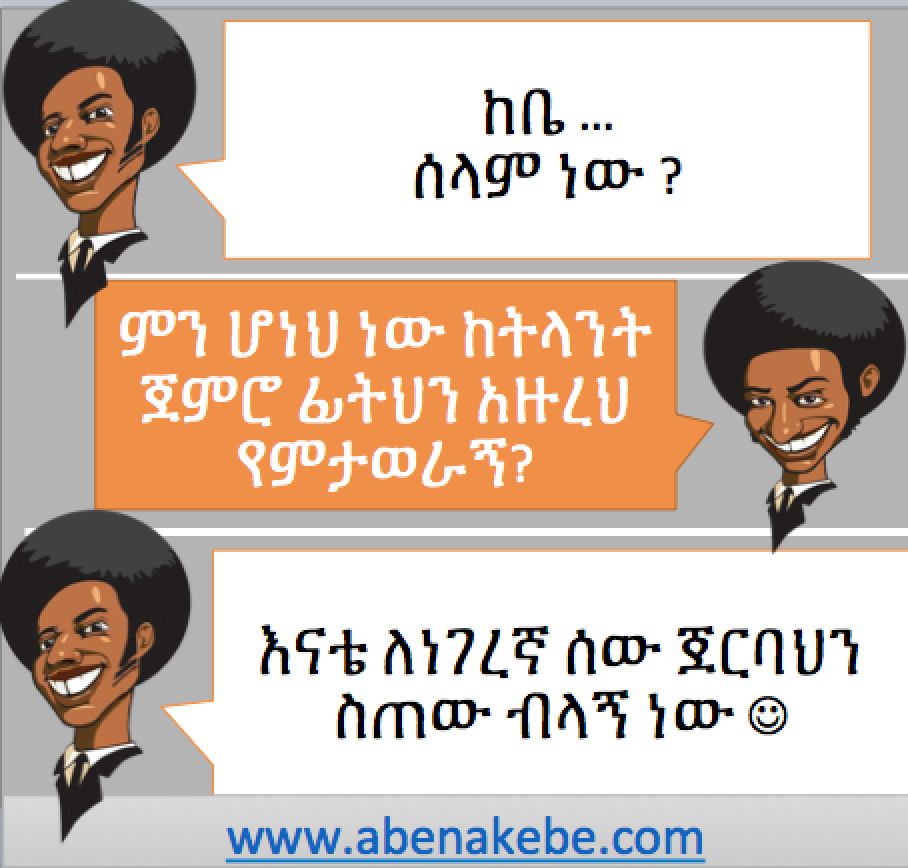 ከቤ ...
ሰላም ነው ?
ምን ሆነህ ነው ከትላንት
ጀምሮ ፊትህን አዙረህ
የምታወራኝ?
እናቴ ለነገረኛ ሰው ጀርባህን
ስጠው ብላኝ ነው ☺
www.abenakebe.com